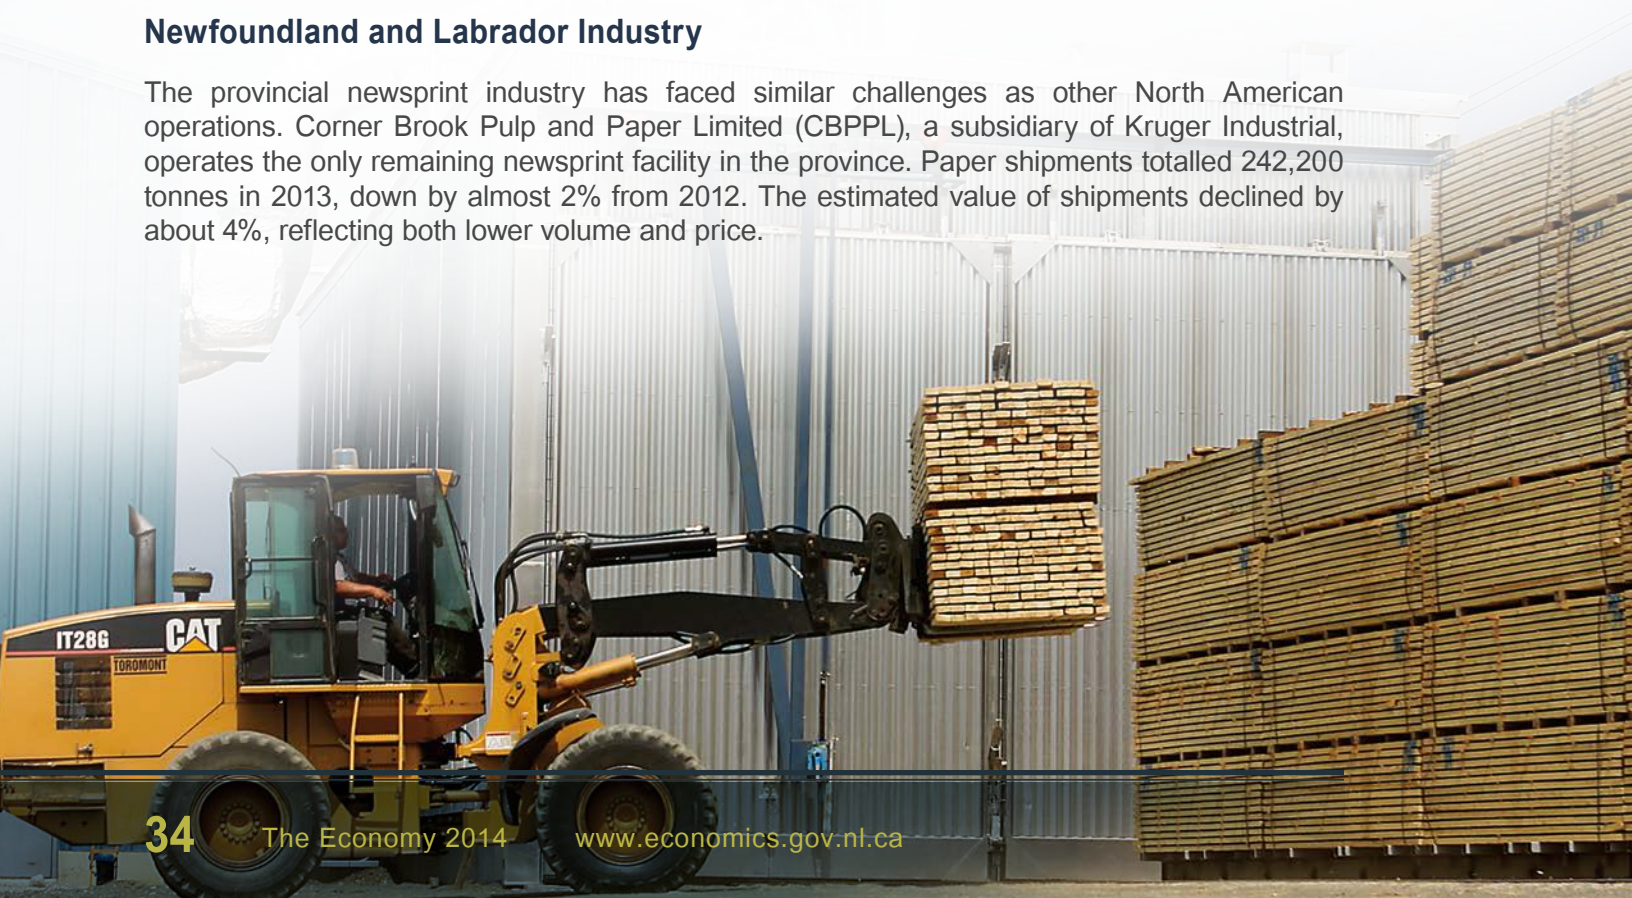 Newfoundland and Labrador Industry
The provincial newsprint industry has faced similar challenges as other North American
operations. Corner Brook Pulp and Paper Limited (CBPPL), a subsidiary of Kruger Industrial,
operates the only remaining newsprint facility in the province. Paper shipments totalled 242,200
tonnes in 2013, down by almost 2% from 2012. The estimated value of shipments declined by
about 4%, reflecting both lower volume and price.
IT28G CAT
TOROMONT
34 The Economy 2014 www.economics.gov.nl.ca